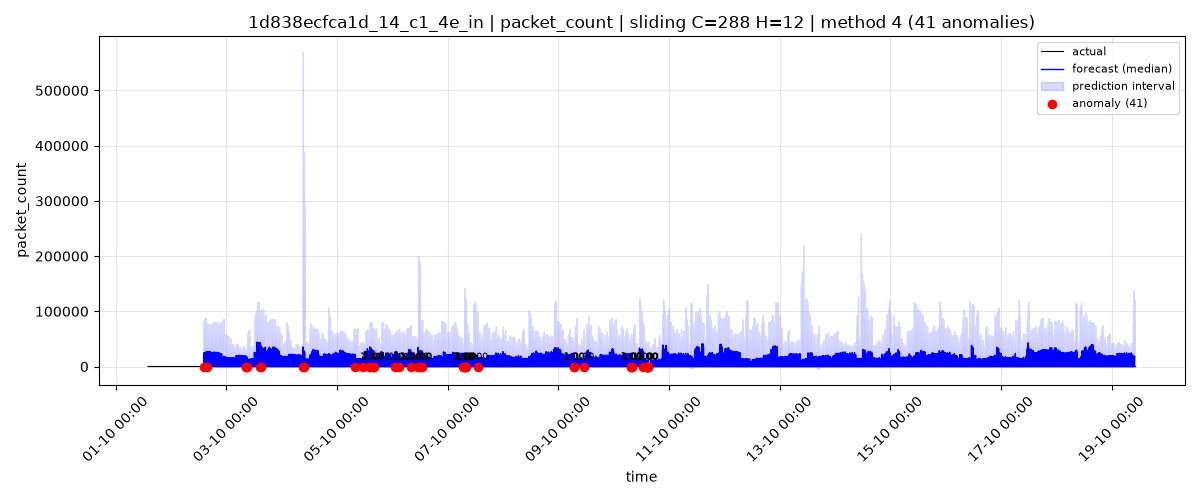 1d838ecfca1d_14_c1_4e_in | packet_count | sliding C=288 H=12 | method 4 (41 anomalies)
actual
forecast (median)
prediction interval
anomaly (41)
packet_count
500000
400000
300000
200000
100000
0
01-10 00:00
03-10 00:00
05-10 00:00
07-10 00:00
09-10 00:00
11-10 00:00
13-10 00:00
15-10 00:00
17-10 00:00
19-10 00:00
time